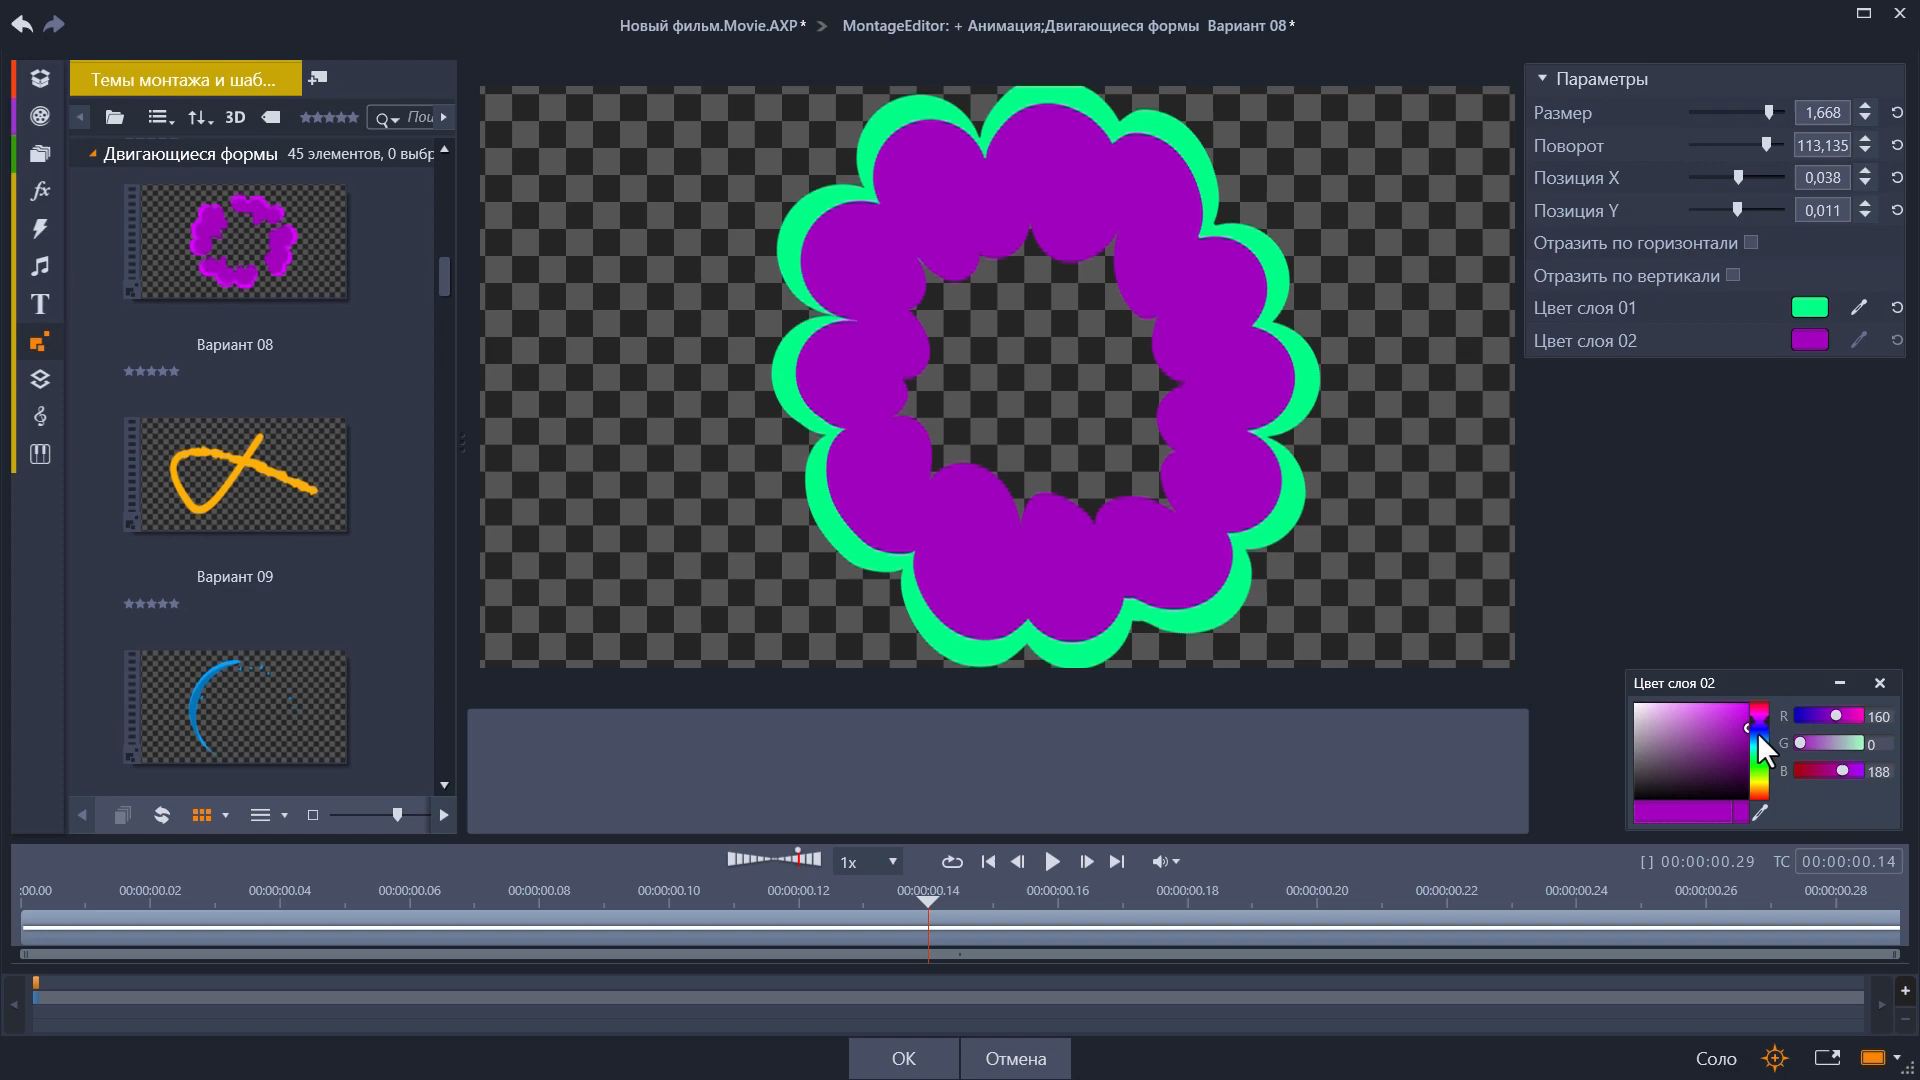 Новый фильм.Movie.AXP* > MontageEditor: + Анимация;Двигающиеся формы Вариант 08*
Темы монтажа и шаб...
3D
Пои
Двигающиеся формы 45 элементов, 0 выбр
Вариант 08
Вариант 09
Параметры
Размер 1,668
Поворот 113,135
Позиция X 0,038
Позиция Y 0,011
Отразить по горизонтали
Отразить по вертикали
Цвет слоя 01
Цвет слоя 02
Цвет слоя 02
R 160
G 0
B 188
1x
[ ] 00:00:00.29 TC 00:00:00.14
:00.00 00:00:00.02 00:00:00.04 00:00:00.06 00:00:00.08 00:00:00.10 00:00:00.12 00:00:00.14 00:00:00.16 00:00:00.18 00:00:00.20 00:00:00.22 00:00:00.24 00:00:00.26 00:00:00.28
OK Отмена
Соло